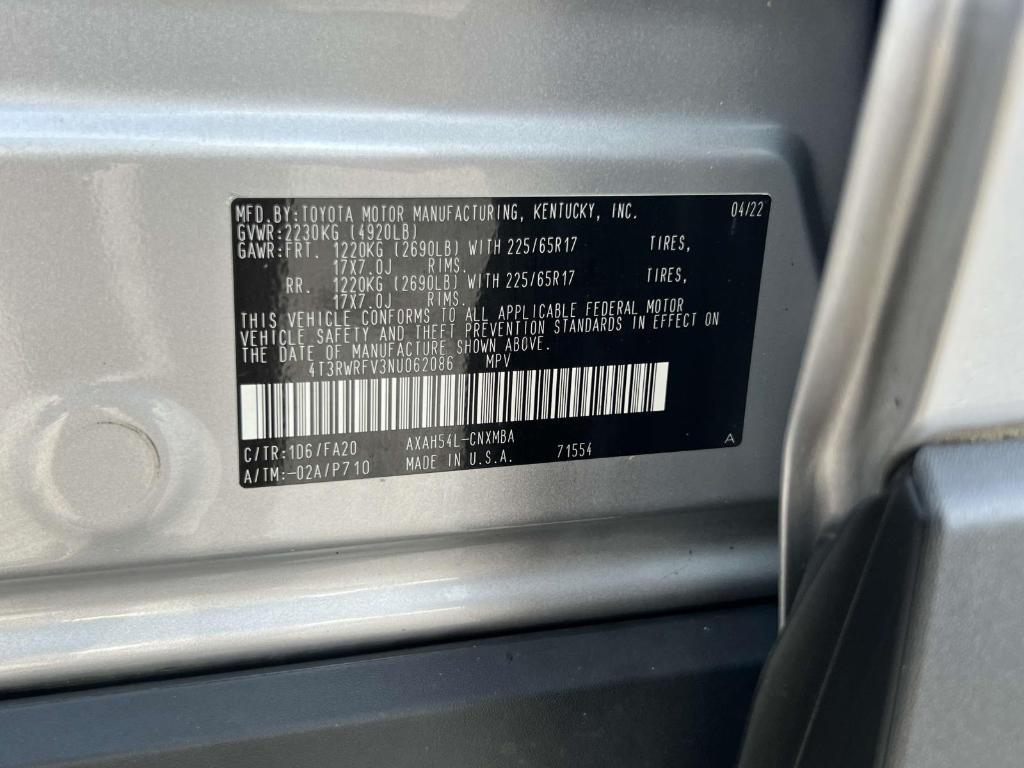 MFD.BY:TOYOTA MOTOR MANUFACTURING, KENTUCKY, INC. 04/22
GVWR:2230KG (4920LB)
GAWR:FRT. 1220KG (2690LB) WITH 225/65R17 TIRES,
17X7.0J RIMS.
RR. 1220KG (2690LB) WITH 225/65R17 TIRES,
17X7.0J RIMS.
THIS VEHICLE CONFORMS TO ALL APPLICABLE FEDERAL MOTOR
VEHICLE SAFETY AND THEFT PREVENTION STANDARDS IN EFFECT ON
THE DATE OF MANUFACTURE SHOWN ABOVE.
4T3RWRFV3NU062086 MPV
C/TR:1D6/FA20 AXAH54L-CNXMBA A
A/TM:-02A/P710 MADE IN U.S.A. 71554